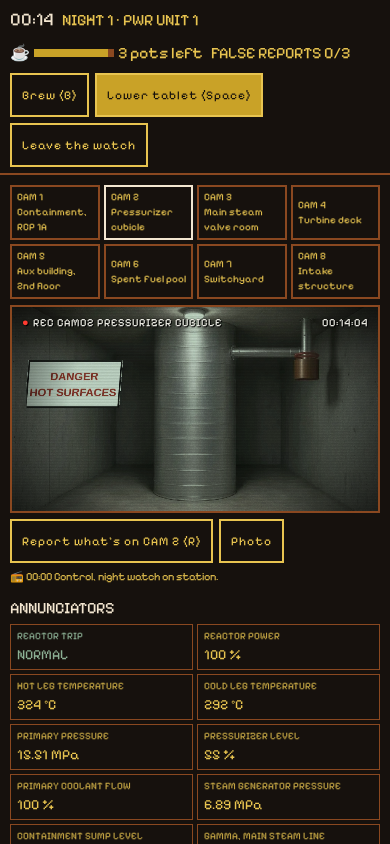 00:14 NIGHT 1 · PWR UNIT 1
3 pots left FALSE REPORTS 0/3
Brew (B)
Lower tablet (Space)
Leave the watch
CAM 1
Containment, RCP 1A
CAM 2
Pressurizer cubicle
CAM 3
Main steam valve room
CAM 4
Turbine deck
CAM 5
Aux building, 2nd floor
CAM 6
Spent fuel pool
CAM 7
Switchyard
CAM 8
Intake structure
REC CAM02 PRESSURIZER CUBICLE 00:14:04
DANGER
HOT SURFACES
Report what's on CAM 2 (R)
Photo
00:00 Control, night watch on station.
ANNUNCIATORS
REACTOR TRIP
NORMAL
REACTOR POWER
100 %
HOT LEG TEMPERATURE
324 °C
COLD LEG TEMPERATURE
292 °C
PRIMARY PRESSURE
15.51 MPa
PRESSURIZER LEVEL
55 %
PRIMARY COOLANT FLOW
100 %
STEAM GENERATOR PRESSURE
6.89 MPa
CONTAINMENT SUMP LEVEL
GAMMA, MAIN STEAM LINE